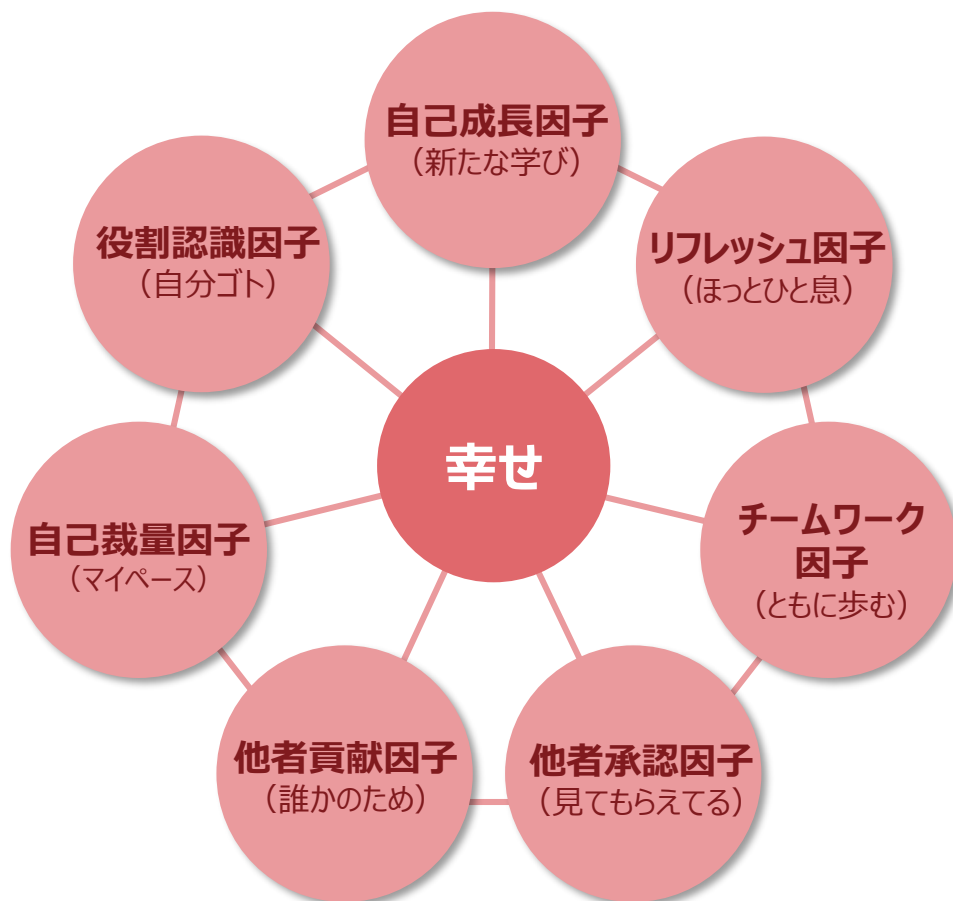 自己成長因子
（新たな学び）
役割認識因子
（自分ゴト）
リフレッシュ因子
（ほっとひと息）
幸せ
自己裁量因子
（マイペース）
チームワーク
因子
（ともに歩む）
他者貢献因子
（誰かのため）
他者承認因子
（見てもらえてる）